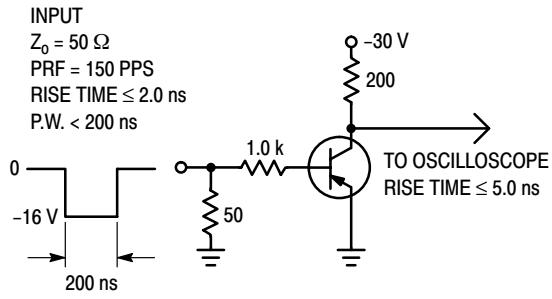 INPUT
Zo = 50 Ω
PRF = 150 PPS
RISE TIME ≤ 2.0 ns
P.W. < 200 ns
0
−16 V
200 ns
1.0 k
50
−30 V
200
TO OSCILLOSCOPE
RISE TIME ≤ 5.0 ns